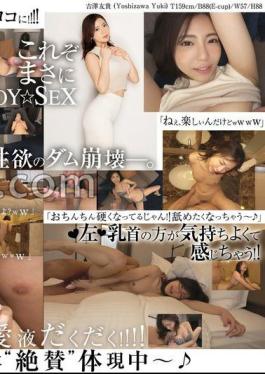 ココに!!!!
吉澤友貴 (Yoshizawa Yuki) T159cm/B88(E-cup)/W57/H88
これぞ
まさに
OY☆SEX
「ねぇ、楽しいんだけどwwW」
性欲のダム崩壊―。
「おちんちん硬くなってるじゃん!!舐めたくなっちゃう～♪」
♥左♥乳首の方が気持ちよくて
感じちゃう!!
愛液だくだく!!!!
“絶賛”体現中～♪